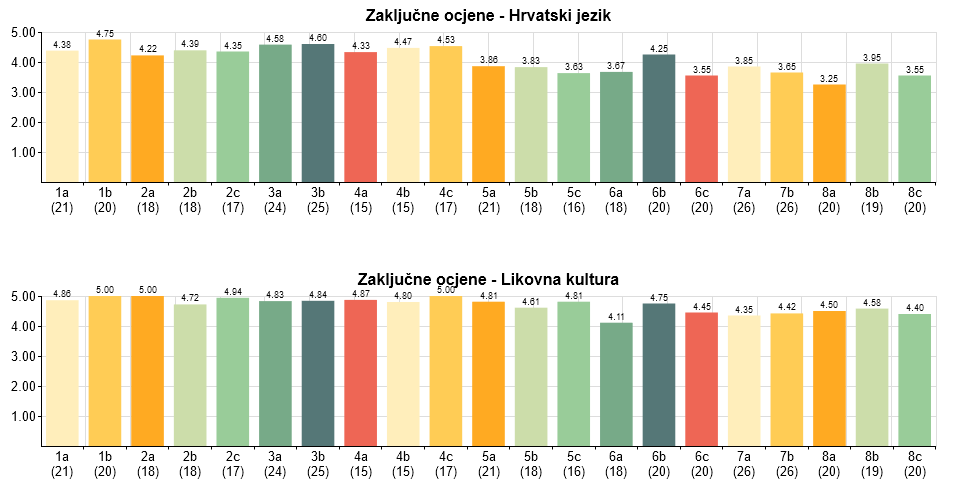 Zaključne ocjene - Hrvatski jezik
5.00
4.00
3.00
2.00
1.00
4.38 4.75 4.22 4.39 4.35 4.58 4.60 4.33 4.47 4.53 3.86 3.83 3.63 3.67 4.25 3.55 3.85 3.65 3.25 3.95 3.55
1a 1b 2a 2b 2c 3a 3b 4a 4b 4c 5a 5b 5c 6a 6b 6c 7a 7b 8a 8b 8c
(21) (20) (18) (18) (17) (24) (25) (15) (15) (17) (21) (18) (16) (18) (20) (20) (26) (26) (20) (19) (20)
Zaključne ocjene - Likovna kultura
5.00
4.00
3.00
2.00
1.00
4.86 5.00 5.00 4.72 4.94 4.83 4.84 4.87 4.80 5.00 4.81 4.61 4.81 4.11 4.75 4.45 4.35 4.42 4.50 4.58 4.40
1a 1b 2a 2b 2c 3a 3b 4a 4b 4c 5a 5b 5c 6a 6b 6c 7a 7b 8a 8b 8c
(21) (20) (18) (18) (17) (24) (25) (15) (15) (17) (21) (18) (16) (18) (20) (20) (26) (26) (20) (19) (20)